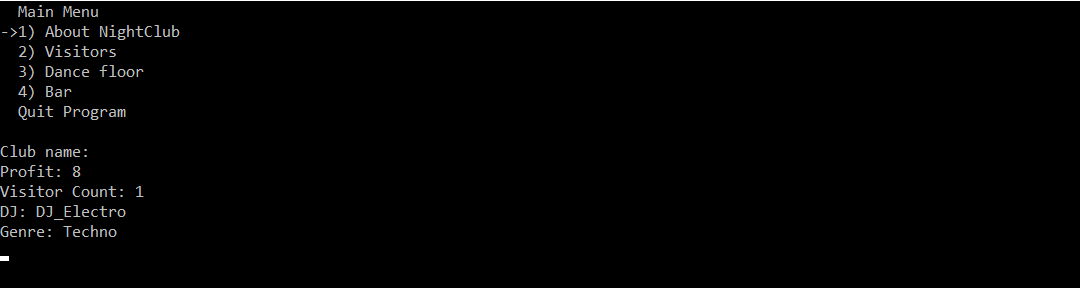 Main Menu
->1) About NightClub
2) Visitors
3) Dance floor
4) Bar
Quit Program
Club name:
Profit: 8
Visitor Count: 1
DJ: DJ_Electro
Genre: Techno